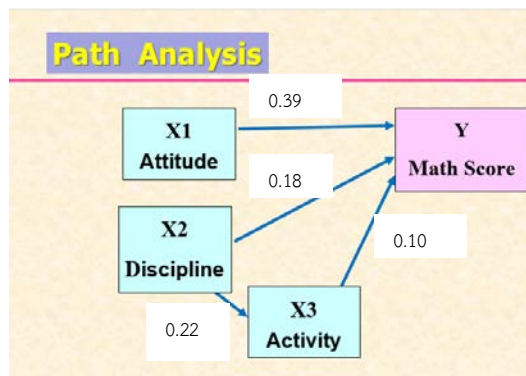 Path Analysis
0.39
X1
Attitude
Y
Math Score
0.18
X2
Discipline
0.10
0.22
X3
Activity